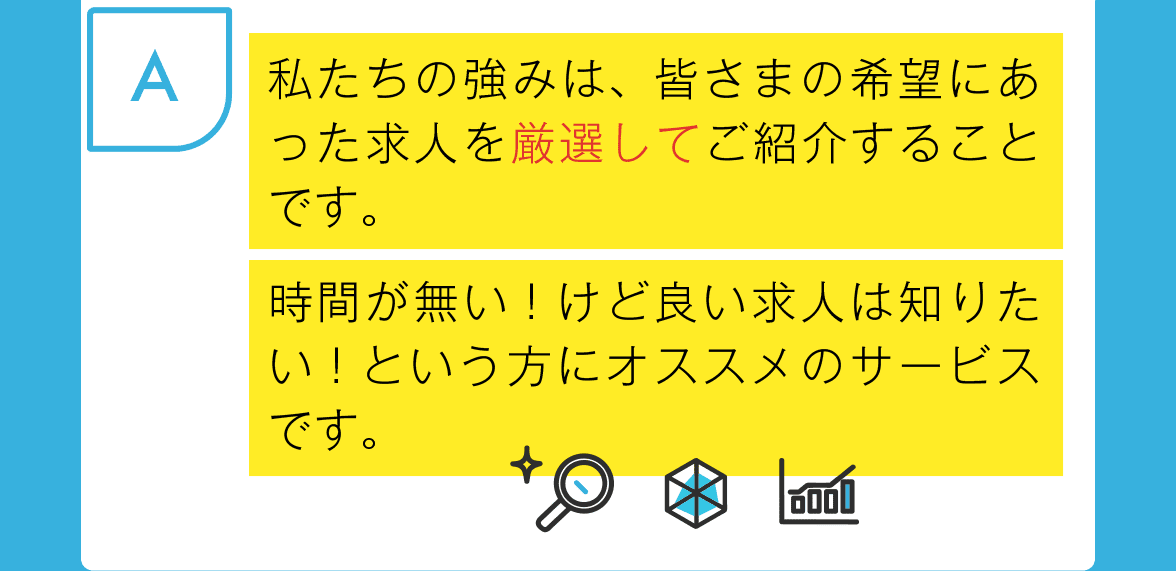 A
私たちの強みは、皆さまの希望にあ
った求人を厳選してご紹介すること
です。
時間が無い！けど良い求人は知りた
い！という方にオススメのサービス
です。